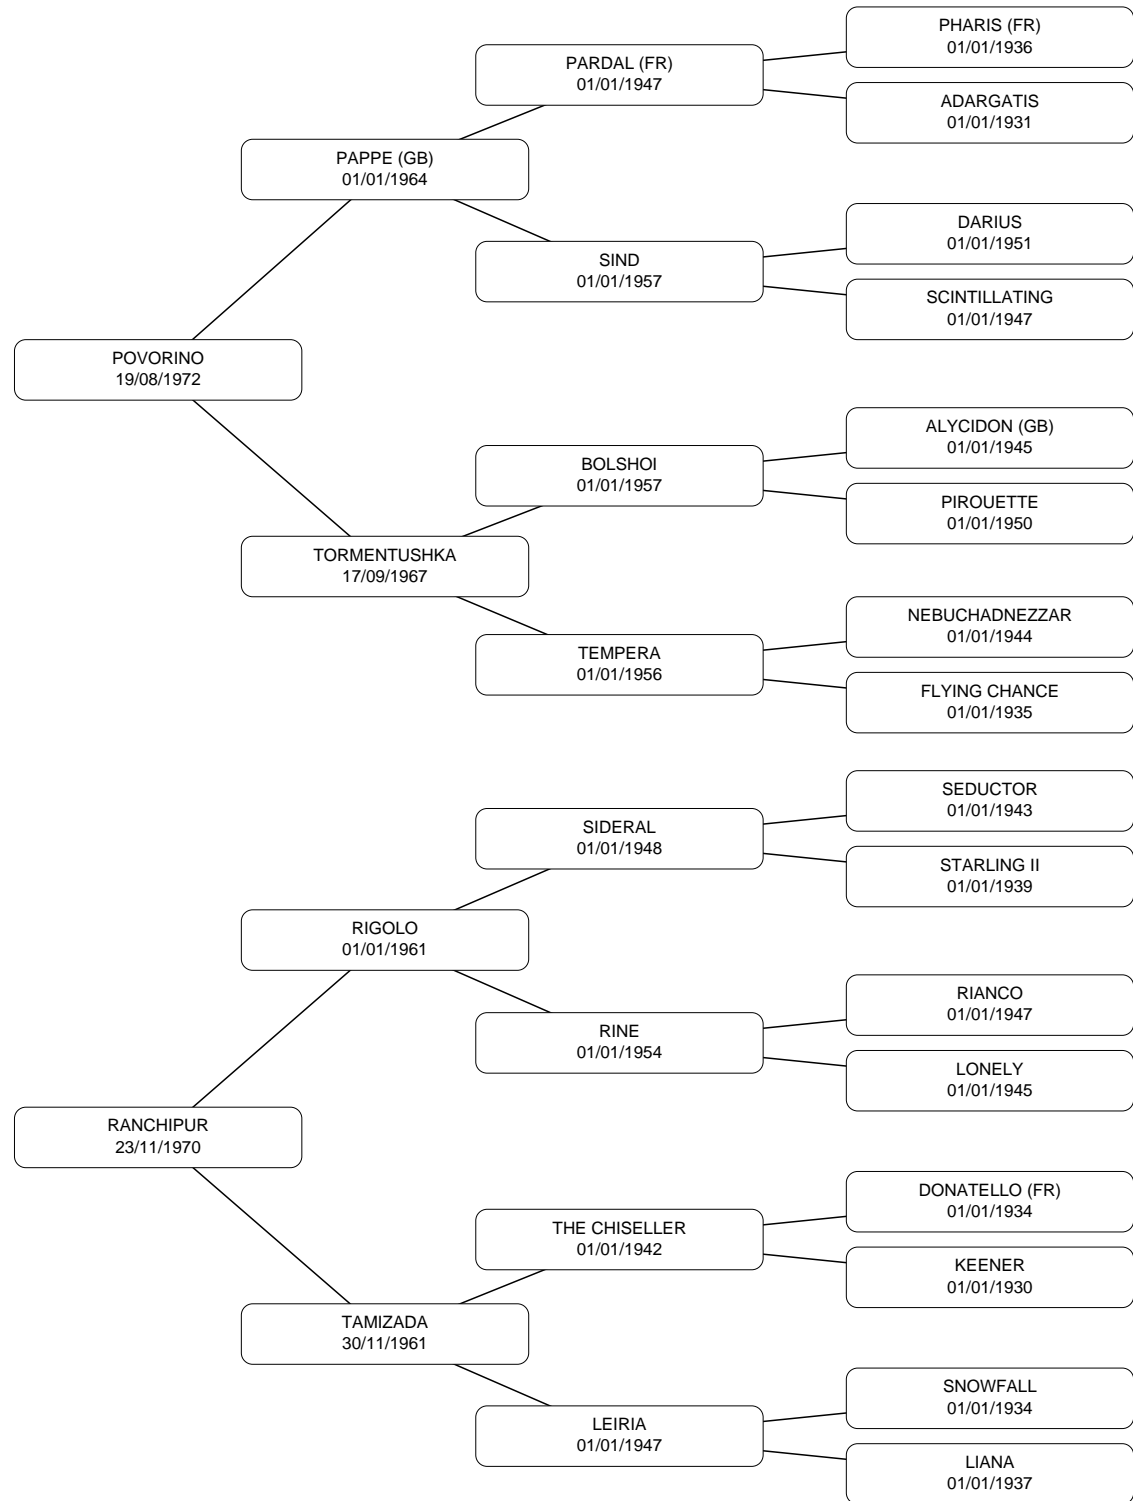 PHARIS (FR)
01/01/1936
PARDAL (FR)
01/01/1947
ADARGATIS
01/01/1931
PAPPE (GB)
01/01/1964
DARIUS
01/01/1951
SIND
01/01/1957
SCINTILLATING
01/01/1947
POVORINO
19/08/1972
ALYCIDON (GB)
01/01/1945
BOLSHOI
01/01/1957
PIROUETTE
01/01/1950
TORMENTUSHKA
17/09/1967
NEBUCHADNEZZAR
01/01/1944
TEMPERA
01/01/1956
FLYING CHANCE
01/01/1935
SEDUCTOR
01/01/1943
SIDERAL
01/01/1948
STARLING II
01/01/1939
RIGOLO
01/01/1961
RIANCO
01/01/1947
RINE
01/01/1954
LONELY
01/01/1945
RANCHIPUR
23/11/1970
DONATELLO (FR)
01/01/1934
THE CHISELLER
01/01/1942
KEENER
01/01/1930
TAMIZADA
30/11/1961
SNOWFALL
01/01/1934
LEIRIA
01/01/1947
LIANA
01/01/1937